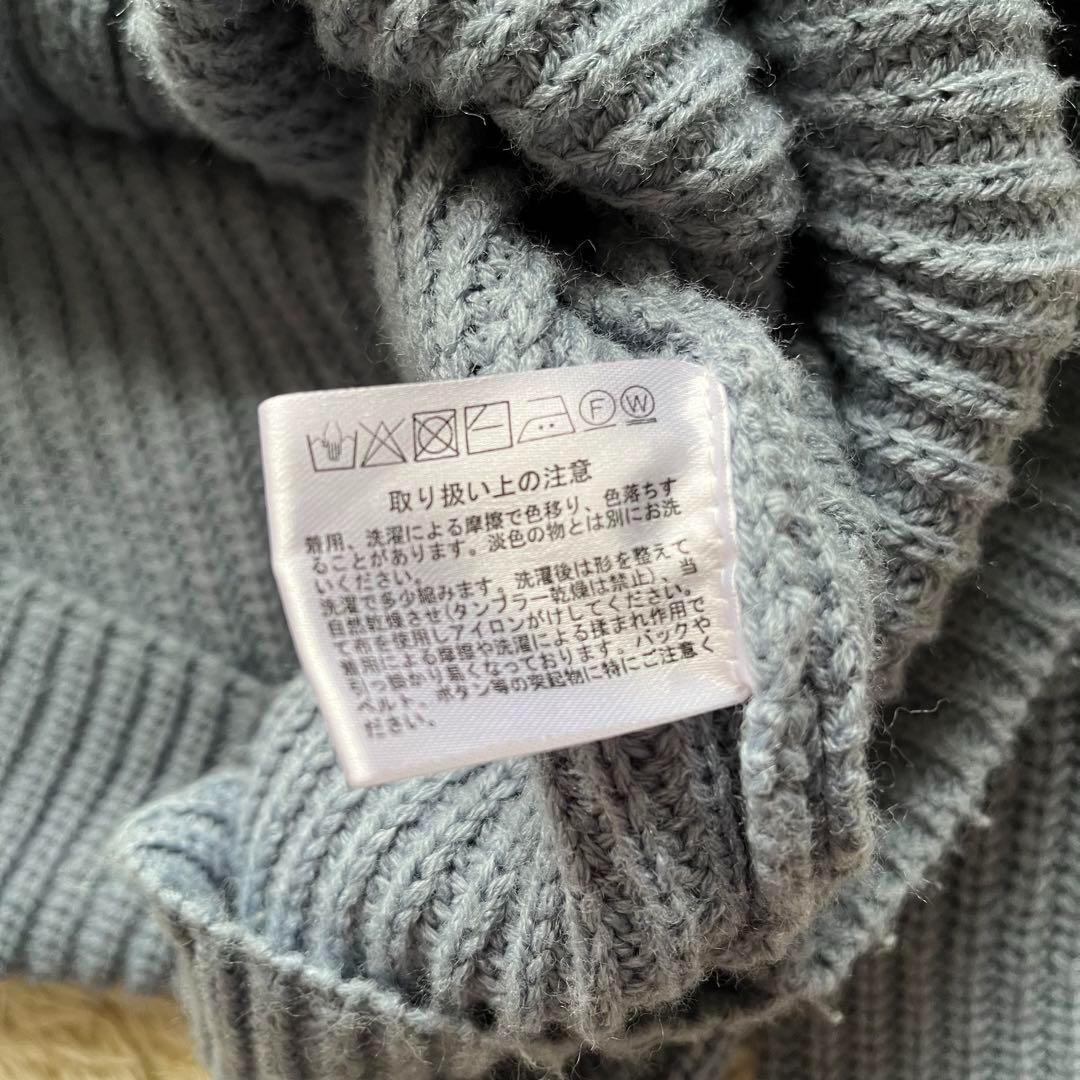 F W
取り扱い上の注意
着用、洗濯による摩擦で色移り、色落ちす
ることがあります。淡色の物とは別にお洗
いください。
洗濯で多少縮みます。洗濯後は形を整えて
自然乾燥させ(タンブラー乾燥は禁止)、当
て布を使用しアイロンがけしてください。
着用による摩擦や洗濯による揉まれ作用で
引っ掛かり易くなっております。バックや
ベルト、ボタン等の突起物に特にご注意く
ださい。